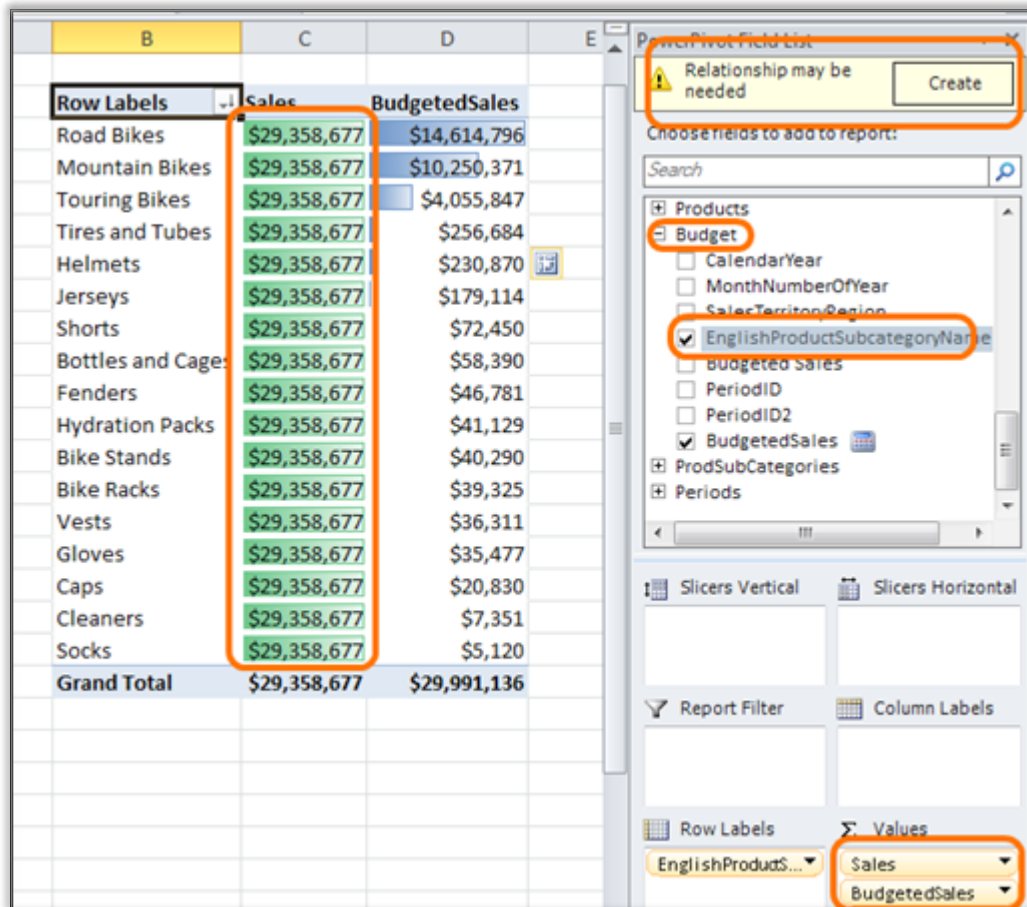 B C D E
PowerPivot Field List
Relationship may be
needed
Create
Choose fields to add to report:
Search
Row Labels Sales BudgetedSales
Road Bikes $29,358,677 $14,614,796
Mountain Bikes $29,358,677 $10,250,371
Touring Bikes $29,358,677 $4,055,847
Tires and Tubes $29,358,677 $256,684
Helmets $29,358,677 $230,870
Jerseys $29,358,677 $179,114
Shorts $29,358,677 $72,450
Bottles and Cages $29,358,677 $58,390
Fenders $29,358,677 $46,781
Hydration Packs $29,358,677 $41,129
Bike Stands $29,358,677 $40,290
Bike Racks $29,358,677 $39,325
Vests $29,358,677 $36,311
Gloves $29,358,677 $35,477
Caps $29,358,677 $20,830
Cleaners $29,358,677 $7,351
Socks $29,358,677 $5,120
Grand Total $29,358,677 $29,991,136
Products
Budget
CalendarYear
MonthNumberOfYear
SalesTerritoryRegion
EnglishProductSubcategoryName
Budgeted Sales
PeriodID
PeriodID2
BudgetedSales
ProdSubCategories
Periods
Slicers Vertical Slicers Horizontal
Report Filter Column Labels
Row Labels Σ Values
EnglishProductS... Sales
BudgetedSales